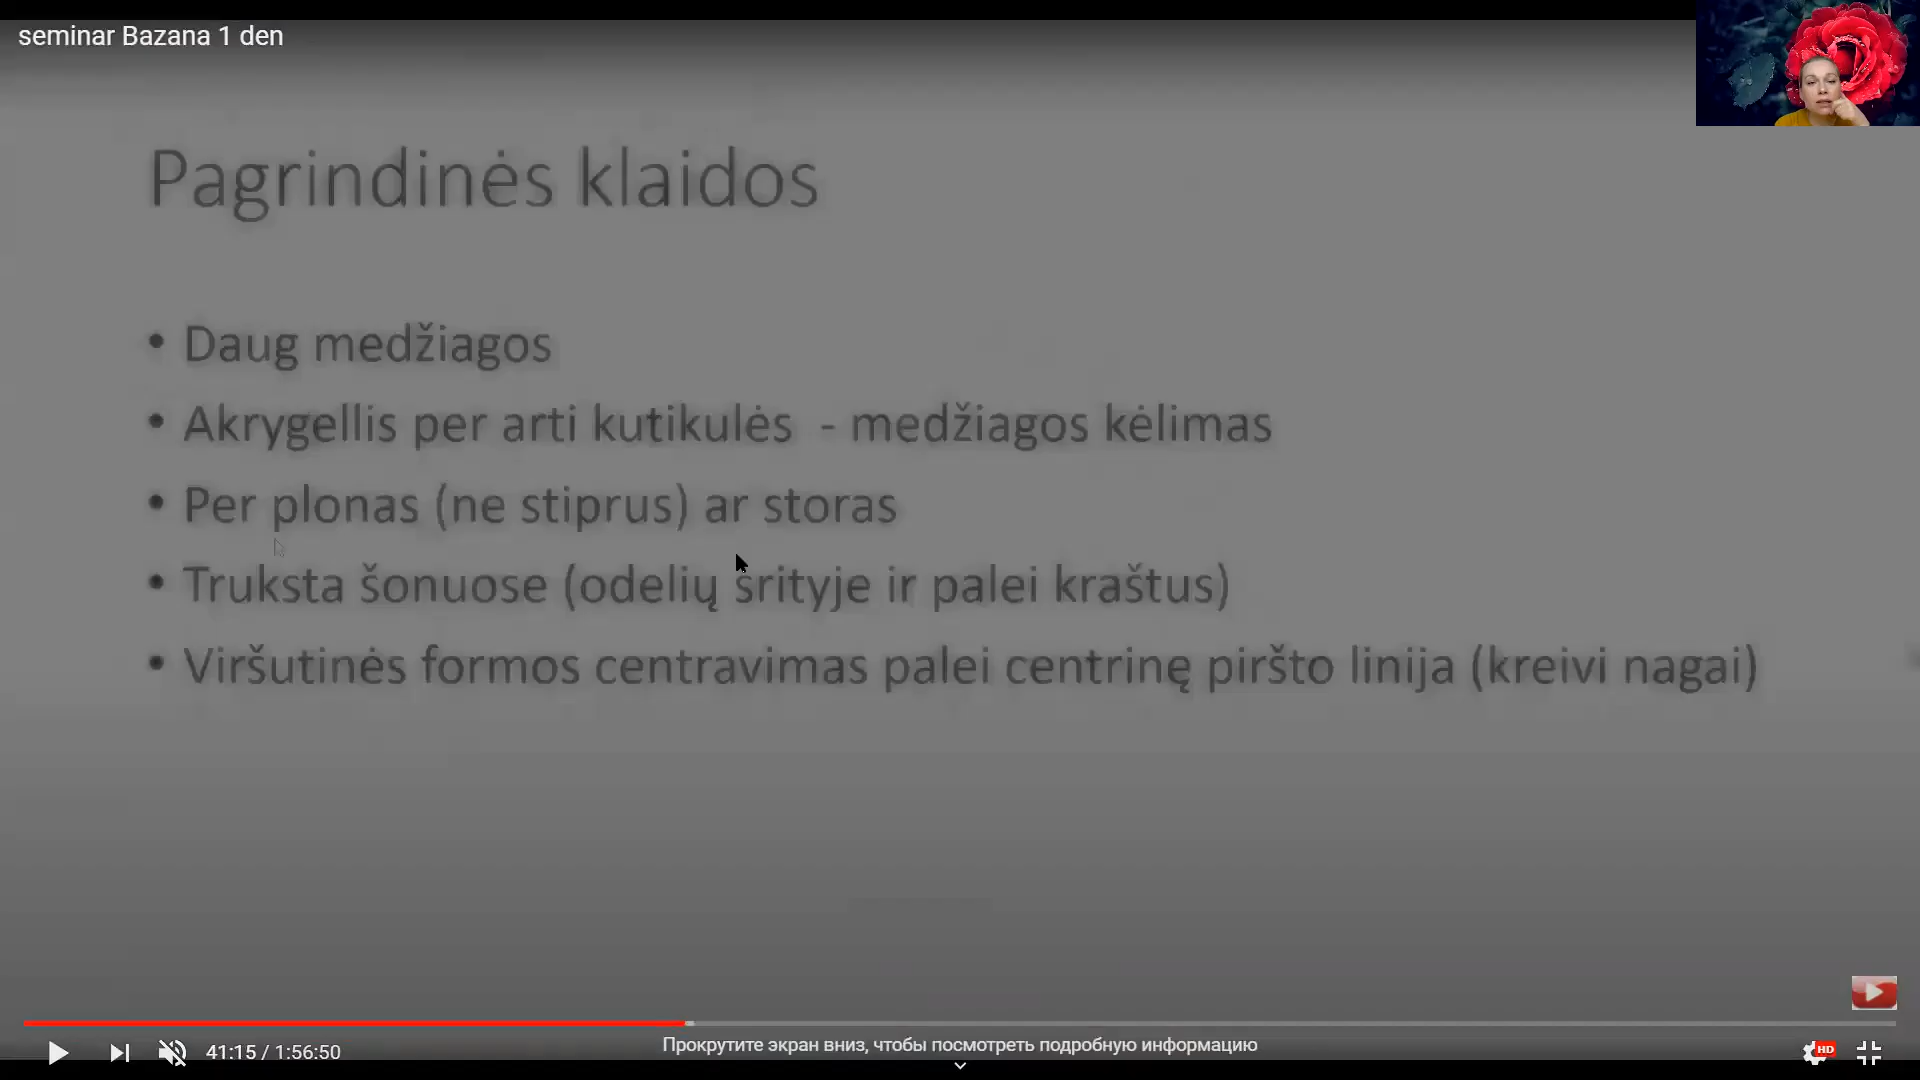 seminar Bazana 1 den
Pagrindinės klaidos
• Daug medžiagos
• Akrygellis per arti kutikulės - medžiagos kėlimas
• Per plonas (ne stiprus) ar storas
• Truksta šonuose (odelių srityje ir palei kraštus)
• Viršutinės formos centravimas palei centrinę piršto linija (kreivi nagai)
41:15 / 1:56:50
Прокрутите экран вниз, чтобы посмотреть подробную информацию
HD